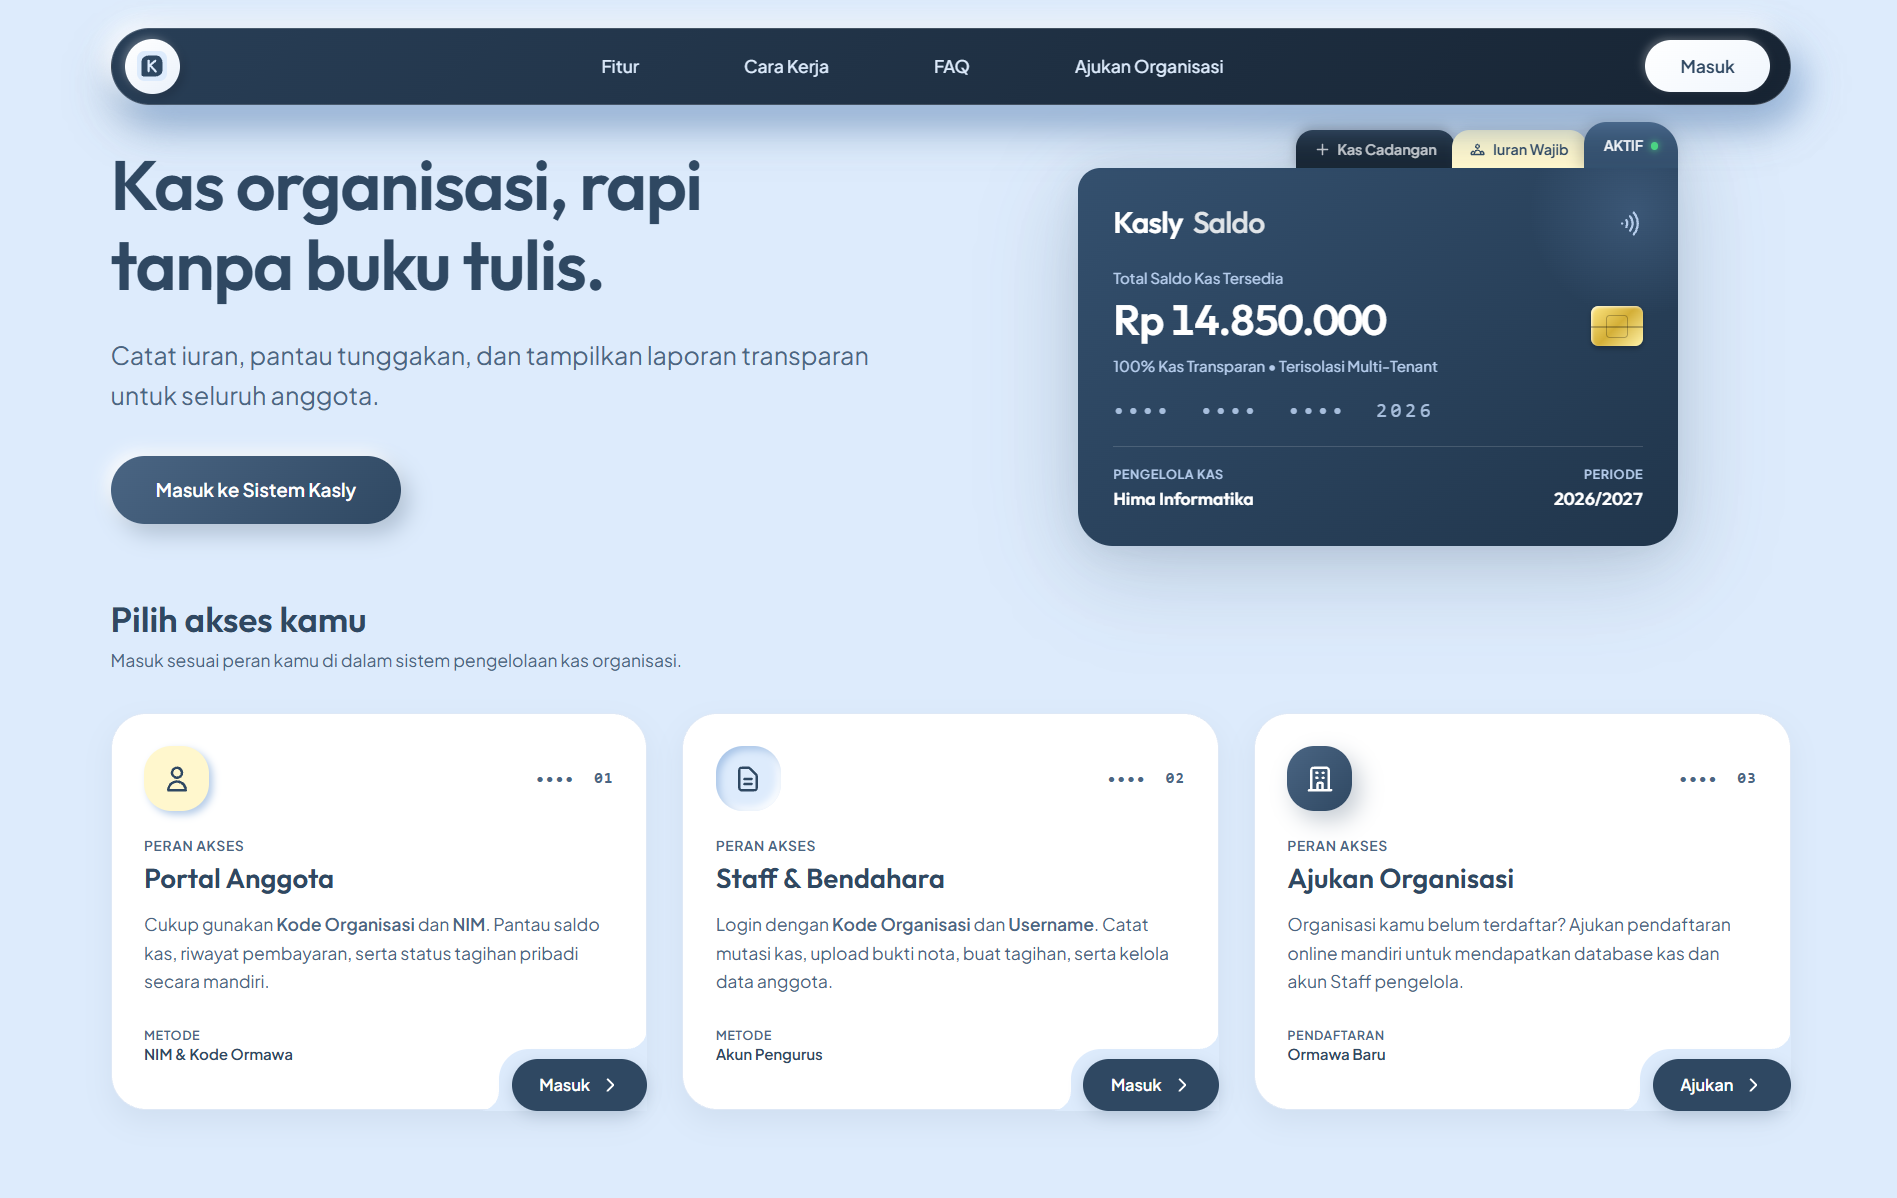 K
Fitur
Cara Kerja
FAQ
Ajukan Organisasi
Masuk
Kas organisasi, rapi
tanpa buku tulis.
Catat iuran, pantau tunggakan, dan tampilkan laporan transparan
untuk seluruh anggota.
Masuk ke Sistem Kasly
Kas Cadangan
Iuran Wajib
AKTIF
Kasly Saldo
Total Saldo Kas Tersedia
Rp 14.850.000
100% Kas Transparan • Terisolasi Multi-Tenant
•••• •••• •••• 2026
PENGELOLA KAS
Hima Informatika
PERIODE
2026/2027
Pilih akses kamu
Masuk sesuai peran kamu di dalam sistem pengelolaan kas organisasi.
•••• 01
PERAN AKSES
Portal Anggota
Cukup gunakan Kode Organisasi dan NIM. Pantau saldo
kas, riwayat pembayaran, serta status tagihan pribadi
secara mandiri.
METODE
NIM & Kode Ormawa
Masuk
•••• 02
PERAN AKSES
Staff & Bendahara
Login dengan Kode Organisasi dan Username. Catat
mutasi kas, upload bukti nota, buat tagihan, serta kelola
data anggota.
METODE
Akun Pengurus
Masuk
•••• 03
PERAN AKSES
Ajukan Organisasi
Organisasi kamu belum terdaftar? Ajukan pendaftaran
online mandiri untuk mendapatkan database kas dan
akun Staff pengelola.
PENDAFTARAN
Ormawa Baru
Ajukan